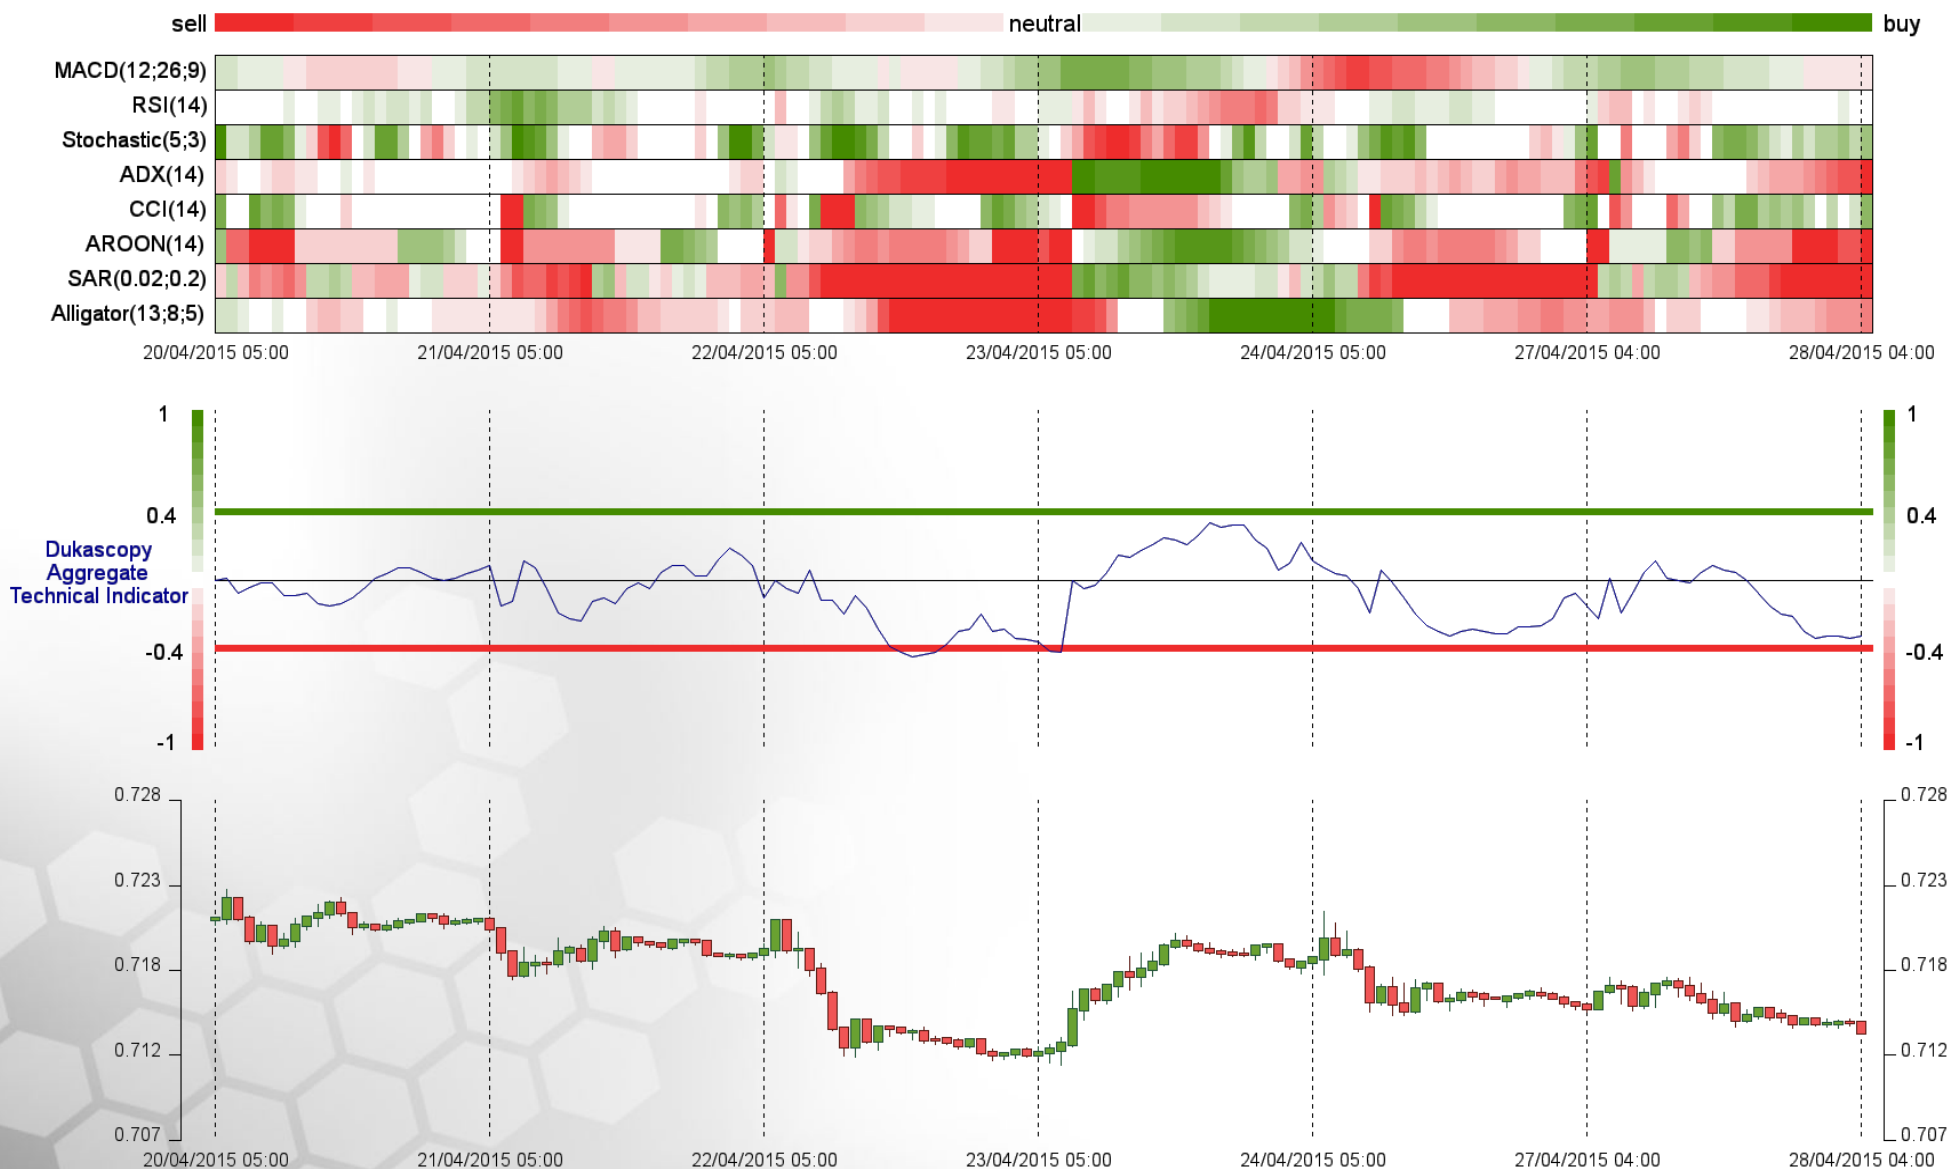 sell neutral buy
MACD(12;26;9)
RSI(14)
Stochastic(5;3)
ADX(14)
CCI(14)
AROON(14)
SAR(0.02;0.2)
Alligator(13;8;5)
20/04/2015 05:00 21/04/2015 05:00 22/04/2015 05:00 23/04/2015 05:00 24/04/2015 05:00 27/04/2015 04:00 28/04/2015 04:00
1 1
0.4 0.4
Dukascopy
Aggregate
Technical Indicator
-0.4 -0.4
-1 -1
0.728 0.728
0.723 0.723
0.718 0.718
0.712 0.712
0.707 0.707
20/04/2015 05:00 21/04/2015 05:00 22/04/2015 05:00 23/04/2015 05:00 24/04/2015 05:00 27/04/2015 04:00 28/04/2015 04:00